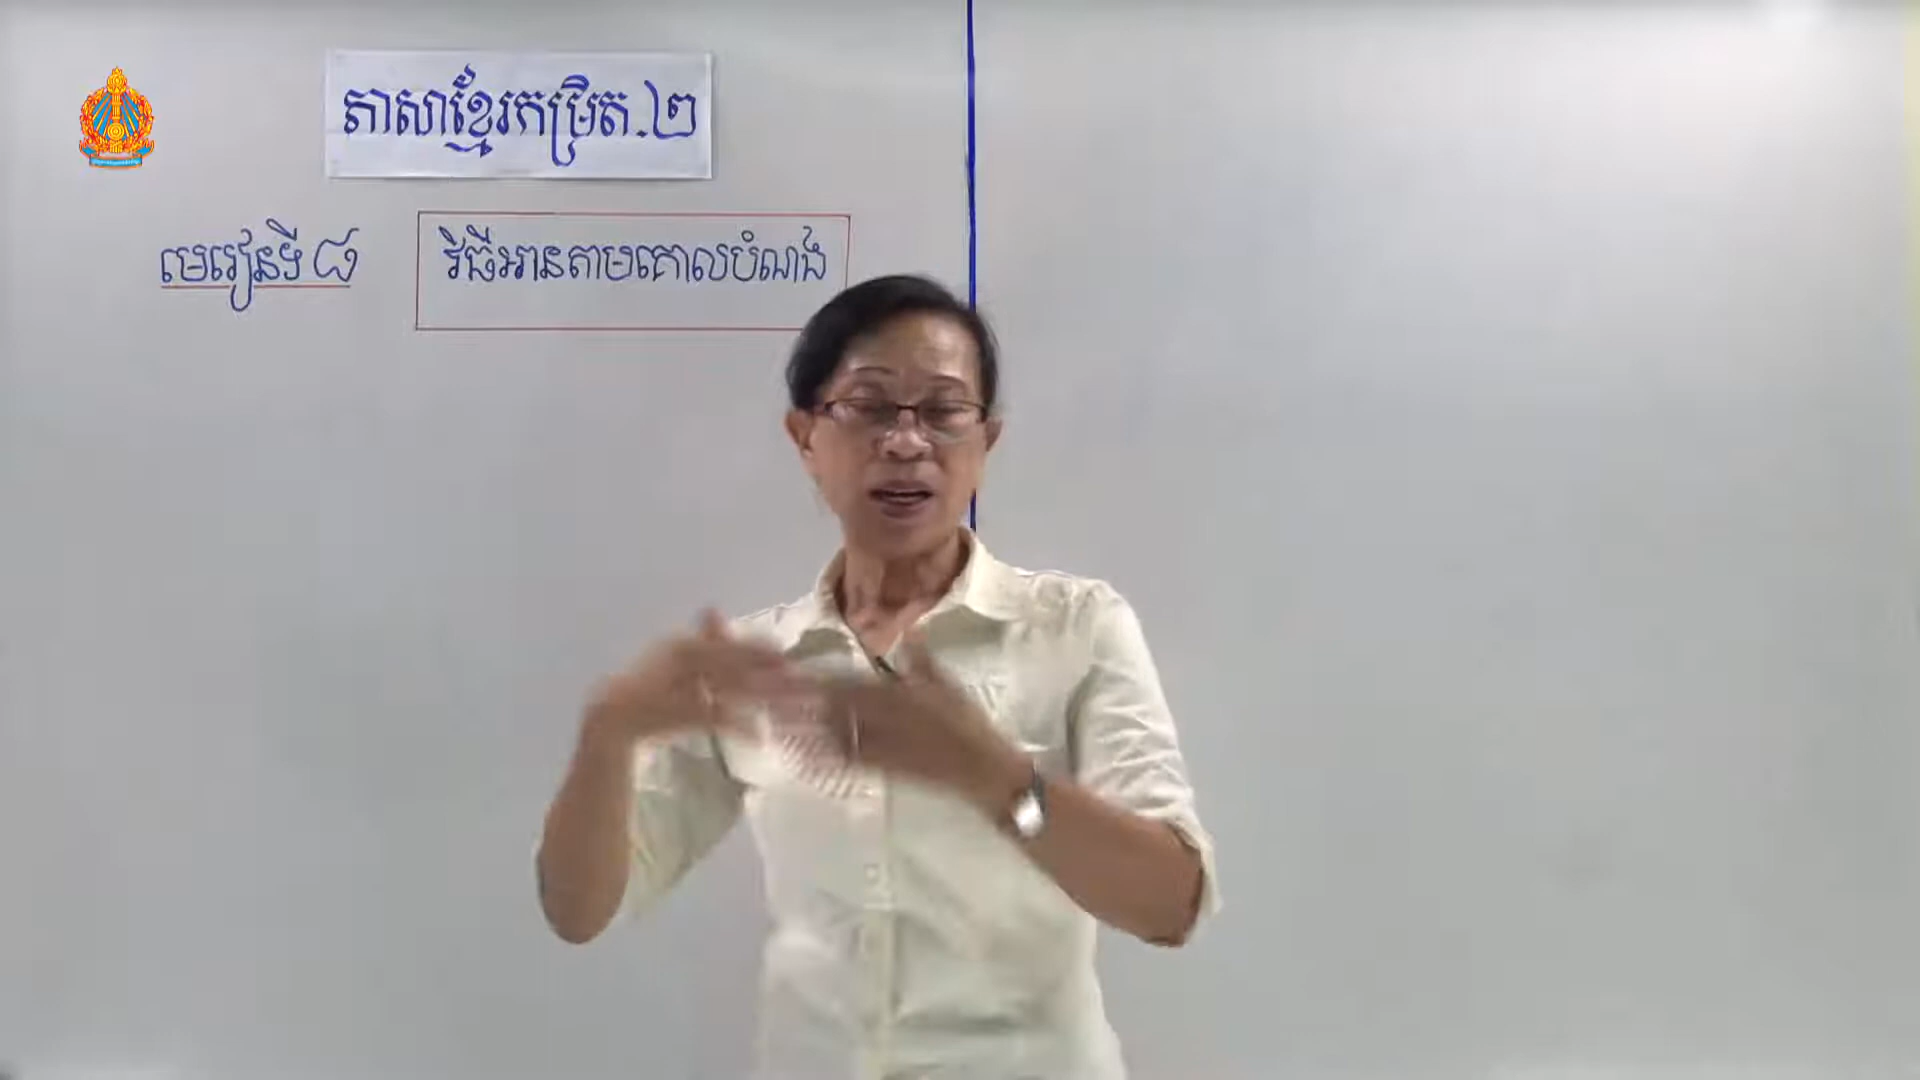 ភាសាខ្មែរកម្រិត.២
មេរៀនទី ៨
វិធីអានតាមគោលបំណង